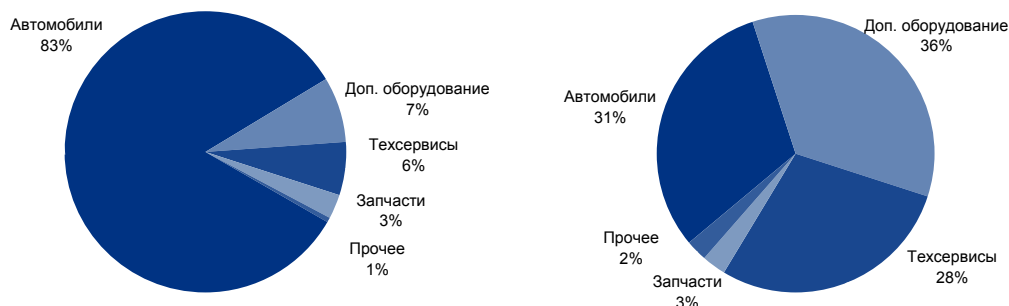 Автомобили
83%
Доп. оборудование
7%
Техсервисы
6%
Запчасти
3%
Прочее
1%
Доп. оборудование
36%
Автомобили
31%
Прочее
2%
Запчасти
3%
Техсервисы
28%